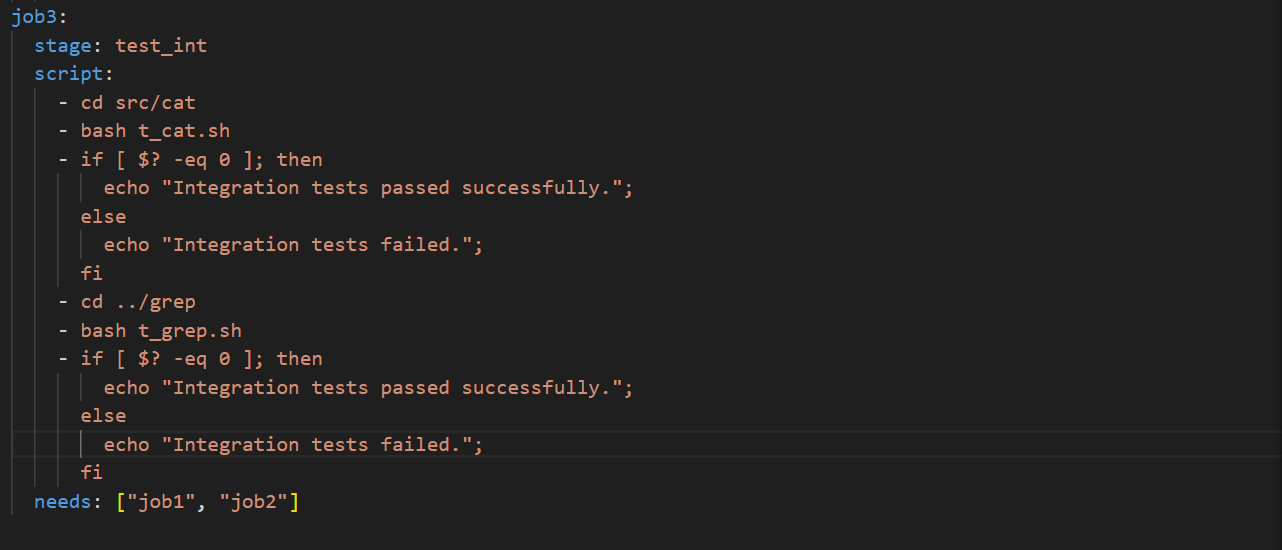 job3:
  stage: test_int
  script:
    - cd src/cat
    - bash t_cat.sh
    - if [ $? -eq 0 ]; then
        echo "Integration tests passed successfully.";
      else
        echo "Integration tests failed.";
      fi
    - cd ../grep
    - bash t_grep.sh
    - if [ $? -eq 0 ]; then
        echo "Integration tests passed successfully.";
      else
        echo "Integration tests failed.";
      fi
  needs: ["job1", "job2"]